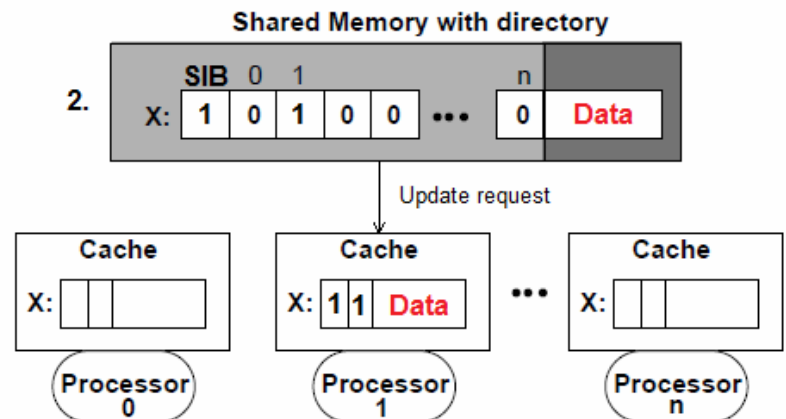 Shared Memory with directory
SIB 0 1 n
2. X: 1 0 1 0 0 ••• 0 Data
Update request
Cache Cache Cache
X: X: 1 1 Data ••• X:
Processor 0 Processor 1 Processor n